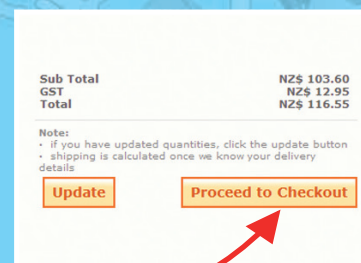 Sub Total NZ$ 103.60
GST NZ$ 12.95
Total NZ$ 116.55
Note:
• if you have updated quantities, click the update button
• shipping is calculated once we know your delivery
details
Update Proceed to Checkout